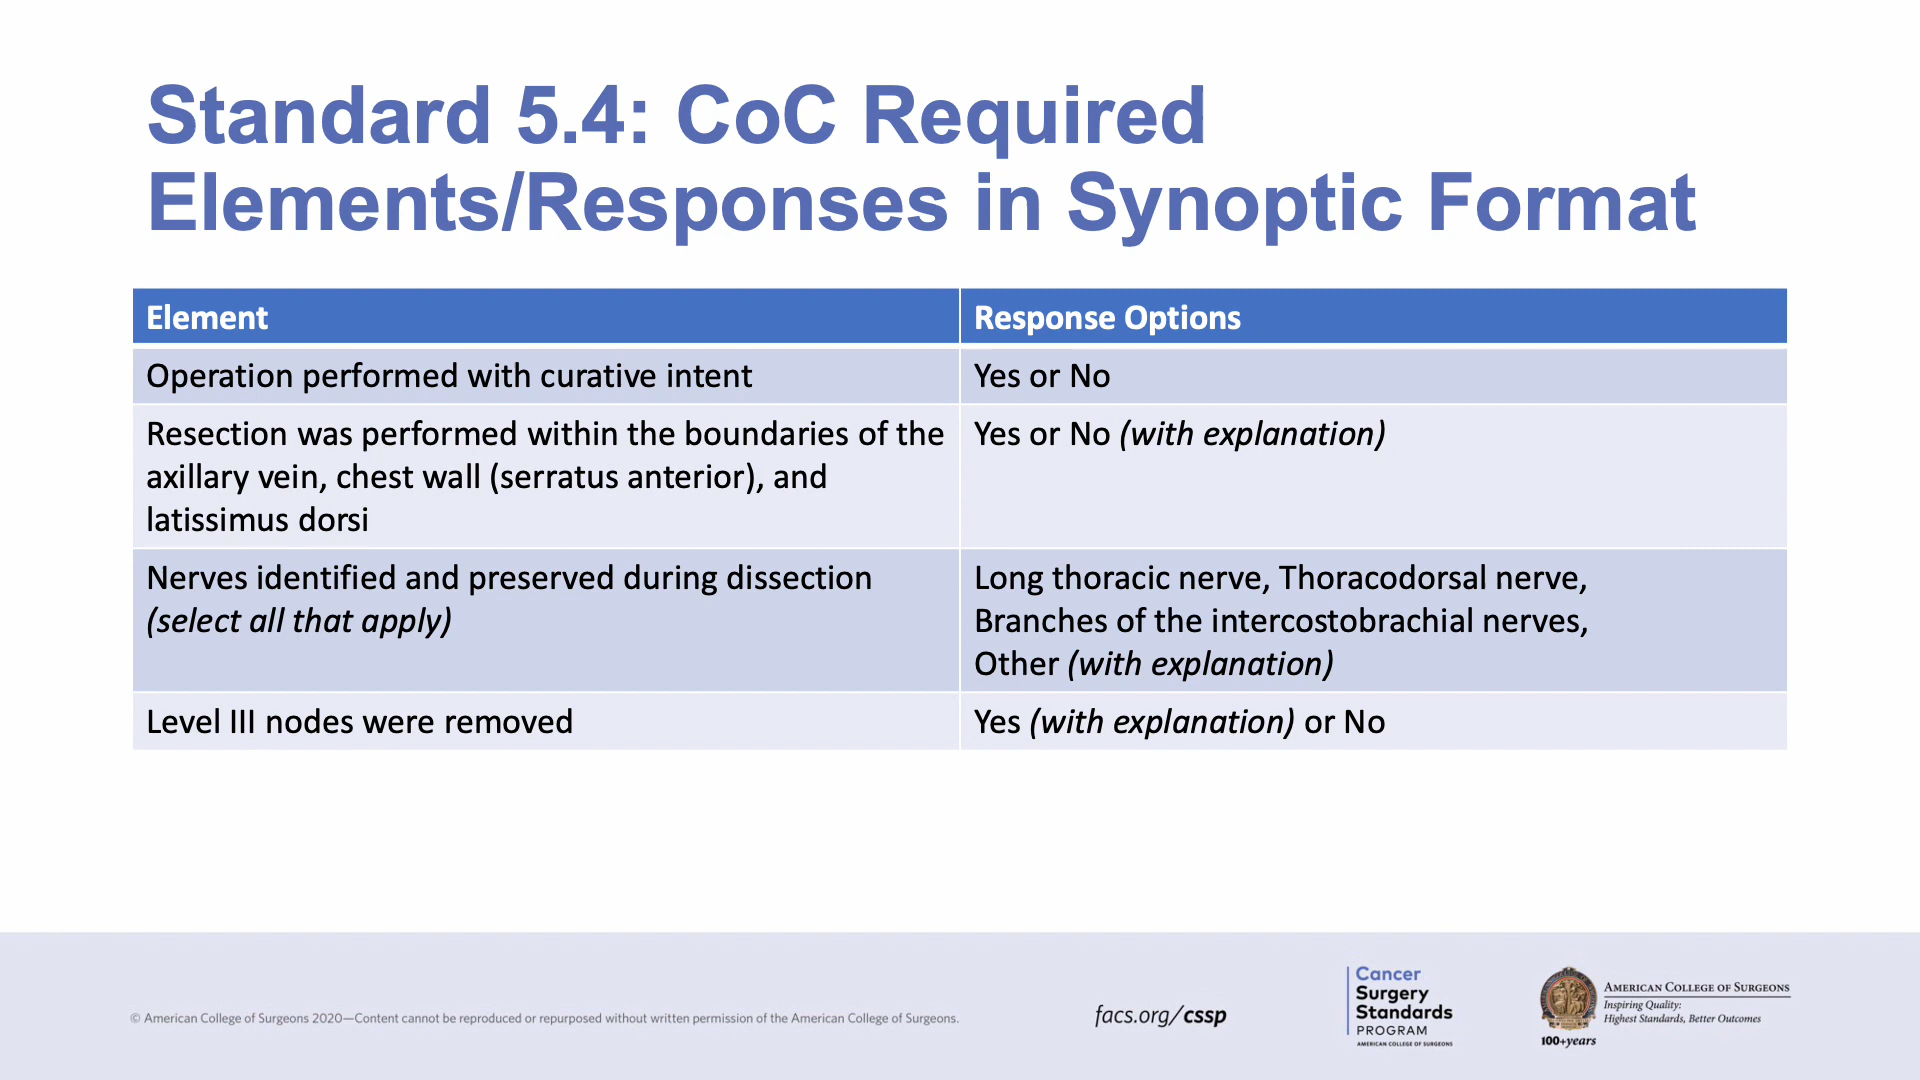 Standard 5.4: CoC Required
Elements/Responses in Synoptic Format
Element
Response Options
Operation performed with curative intent
Yes or No
Resection was performed within the boundaries of the
axillary vein, chest wall (serratus anterior), and
latissimus dorsi
Yes or No (with explanation)
Nerves identified and preserved during dissection
(select all that apply)
Long thoracic nerve, Thoracodorsal nerve,
Branches of the intercostobrachial nerves,
Other (with explanation)
Level III nodes were removed
Yes (with explanation) or No
© American College of Surgeons 2020—Content cannot be reproduced or repurposed without written permission of the American College of Surgeons.
facs.org/cssp
Cancer
Surgery
Standards
PROGRAM
AMERICAN COLLEGE OF SURGEONS
100+years
AMERICAN COLLEGE OF SURGEONS
Inspiring Quality:
Highest Standards, Better Outcomes